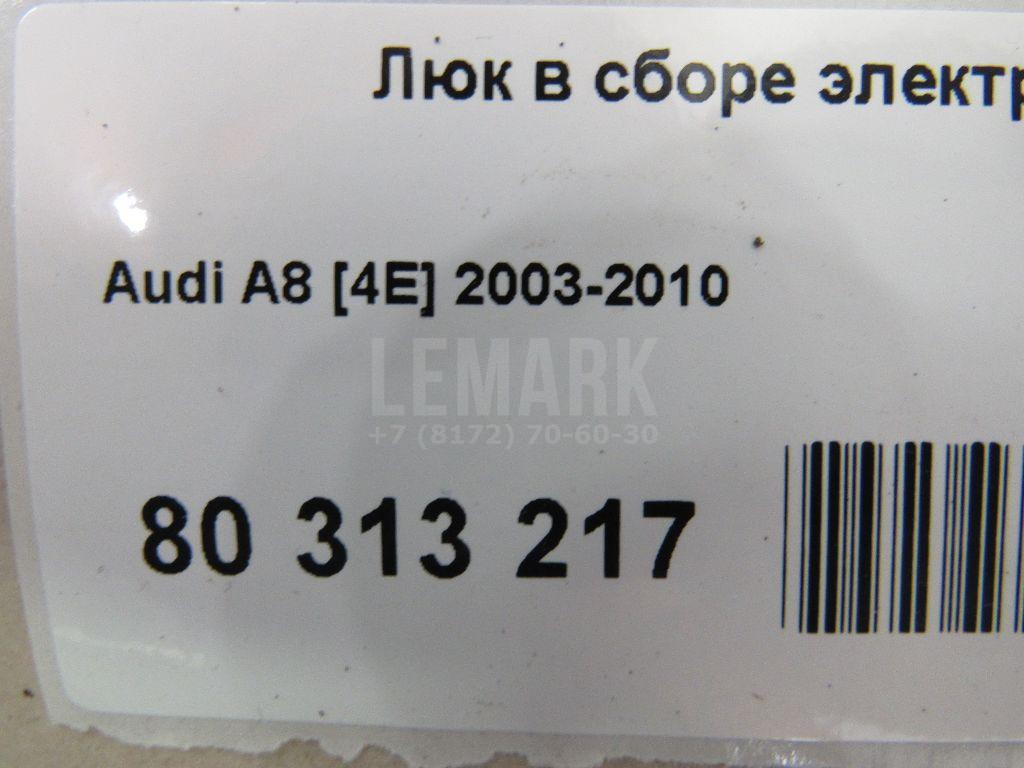 Люк в сборе электр
Audi A8 [4E] 2003-2010
LEMARK
+7 (8172) 70-60-30
80 313 217